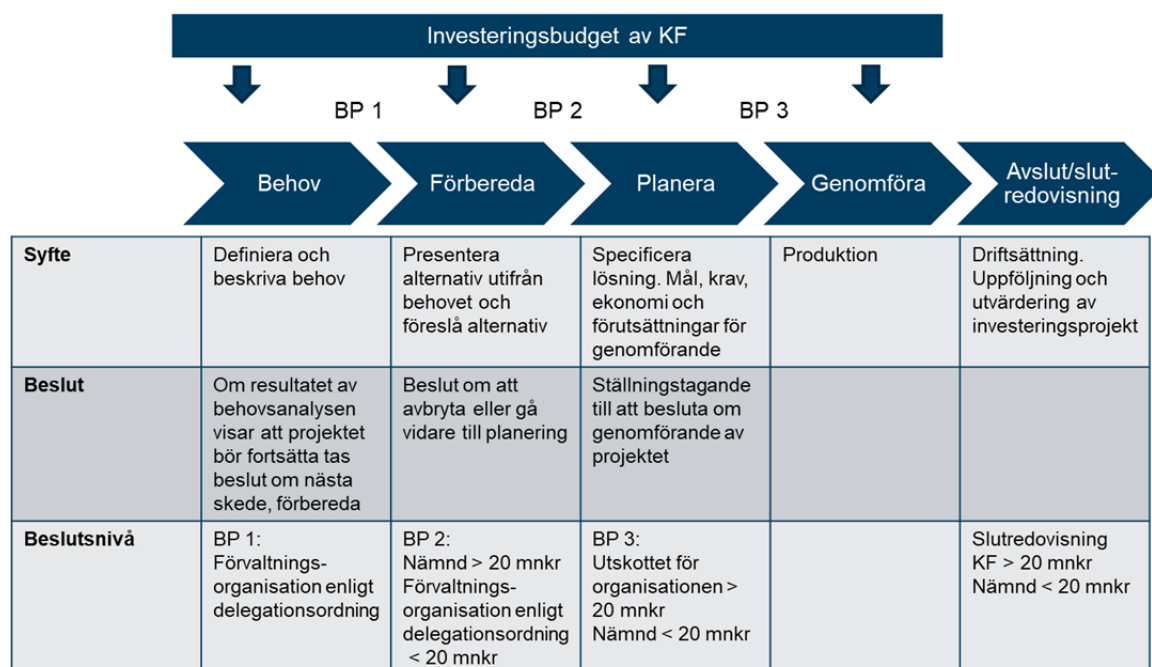 Investeringsbudget av KF
BP 1
BP 2
BP 3
Behov
Förbereda
Planera
Genomföra
Avslut/slut-
redovisning
Syfte
Definiera och
beskriva behov
Presentera
alternativ utifrån
behovet och
föreslå alternativ
Specificera
lösning. Mål, krav,
ekonomi och
förutsättningar för
genomförande
Produktion
Driftsättning.
Uppföljning och
utvärdering av
investeringsprojekt
Beslut
Om resultatet av
behovsanalysen
visar att projektet
bör fortsätta tas
beslut om nästa
skede, förbereda
Beslut om att
avbryta eller gå
vidare till planering
Ställningstagande
till att besluta om
genomförande av
projektet
Beslutsnivå
BP 1:
Förvaltnings-
organisation enligt
delegationsordning
BP 2:
Nämnd > 20 mnkr
Förvaltnings-
organisation enligt
delegationsordning
< 20 mnkr
BP 3:
Utskottet för
organisationen >
20 mnkr
Nämnd < 20 mnkr
Slutredovisning
KF > 20 mnkr
Nämnd < 20 mnkr